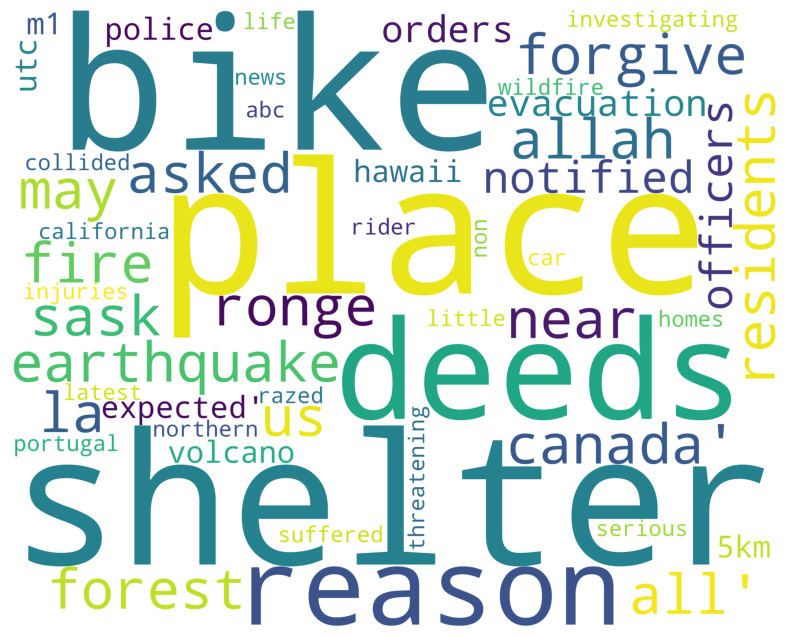 m1 police life orders investigating
utc bike news abc forgive
wildfire evacuation
collided asked hawaii allah notified officers residents
may place
california rider non car
fire
injuries ronge little near homes
sask
earthquake deeds
latest razed
la expected' us
portugal northern volcano threatening canada'
shelter
suffered serious 5km
forest reason all'